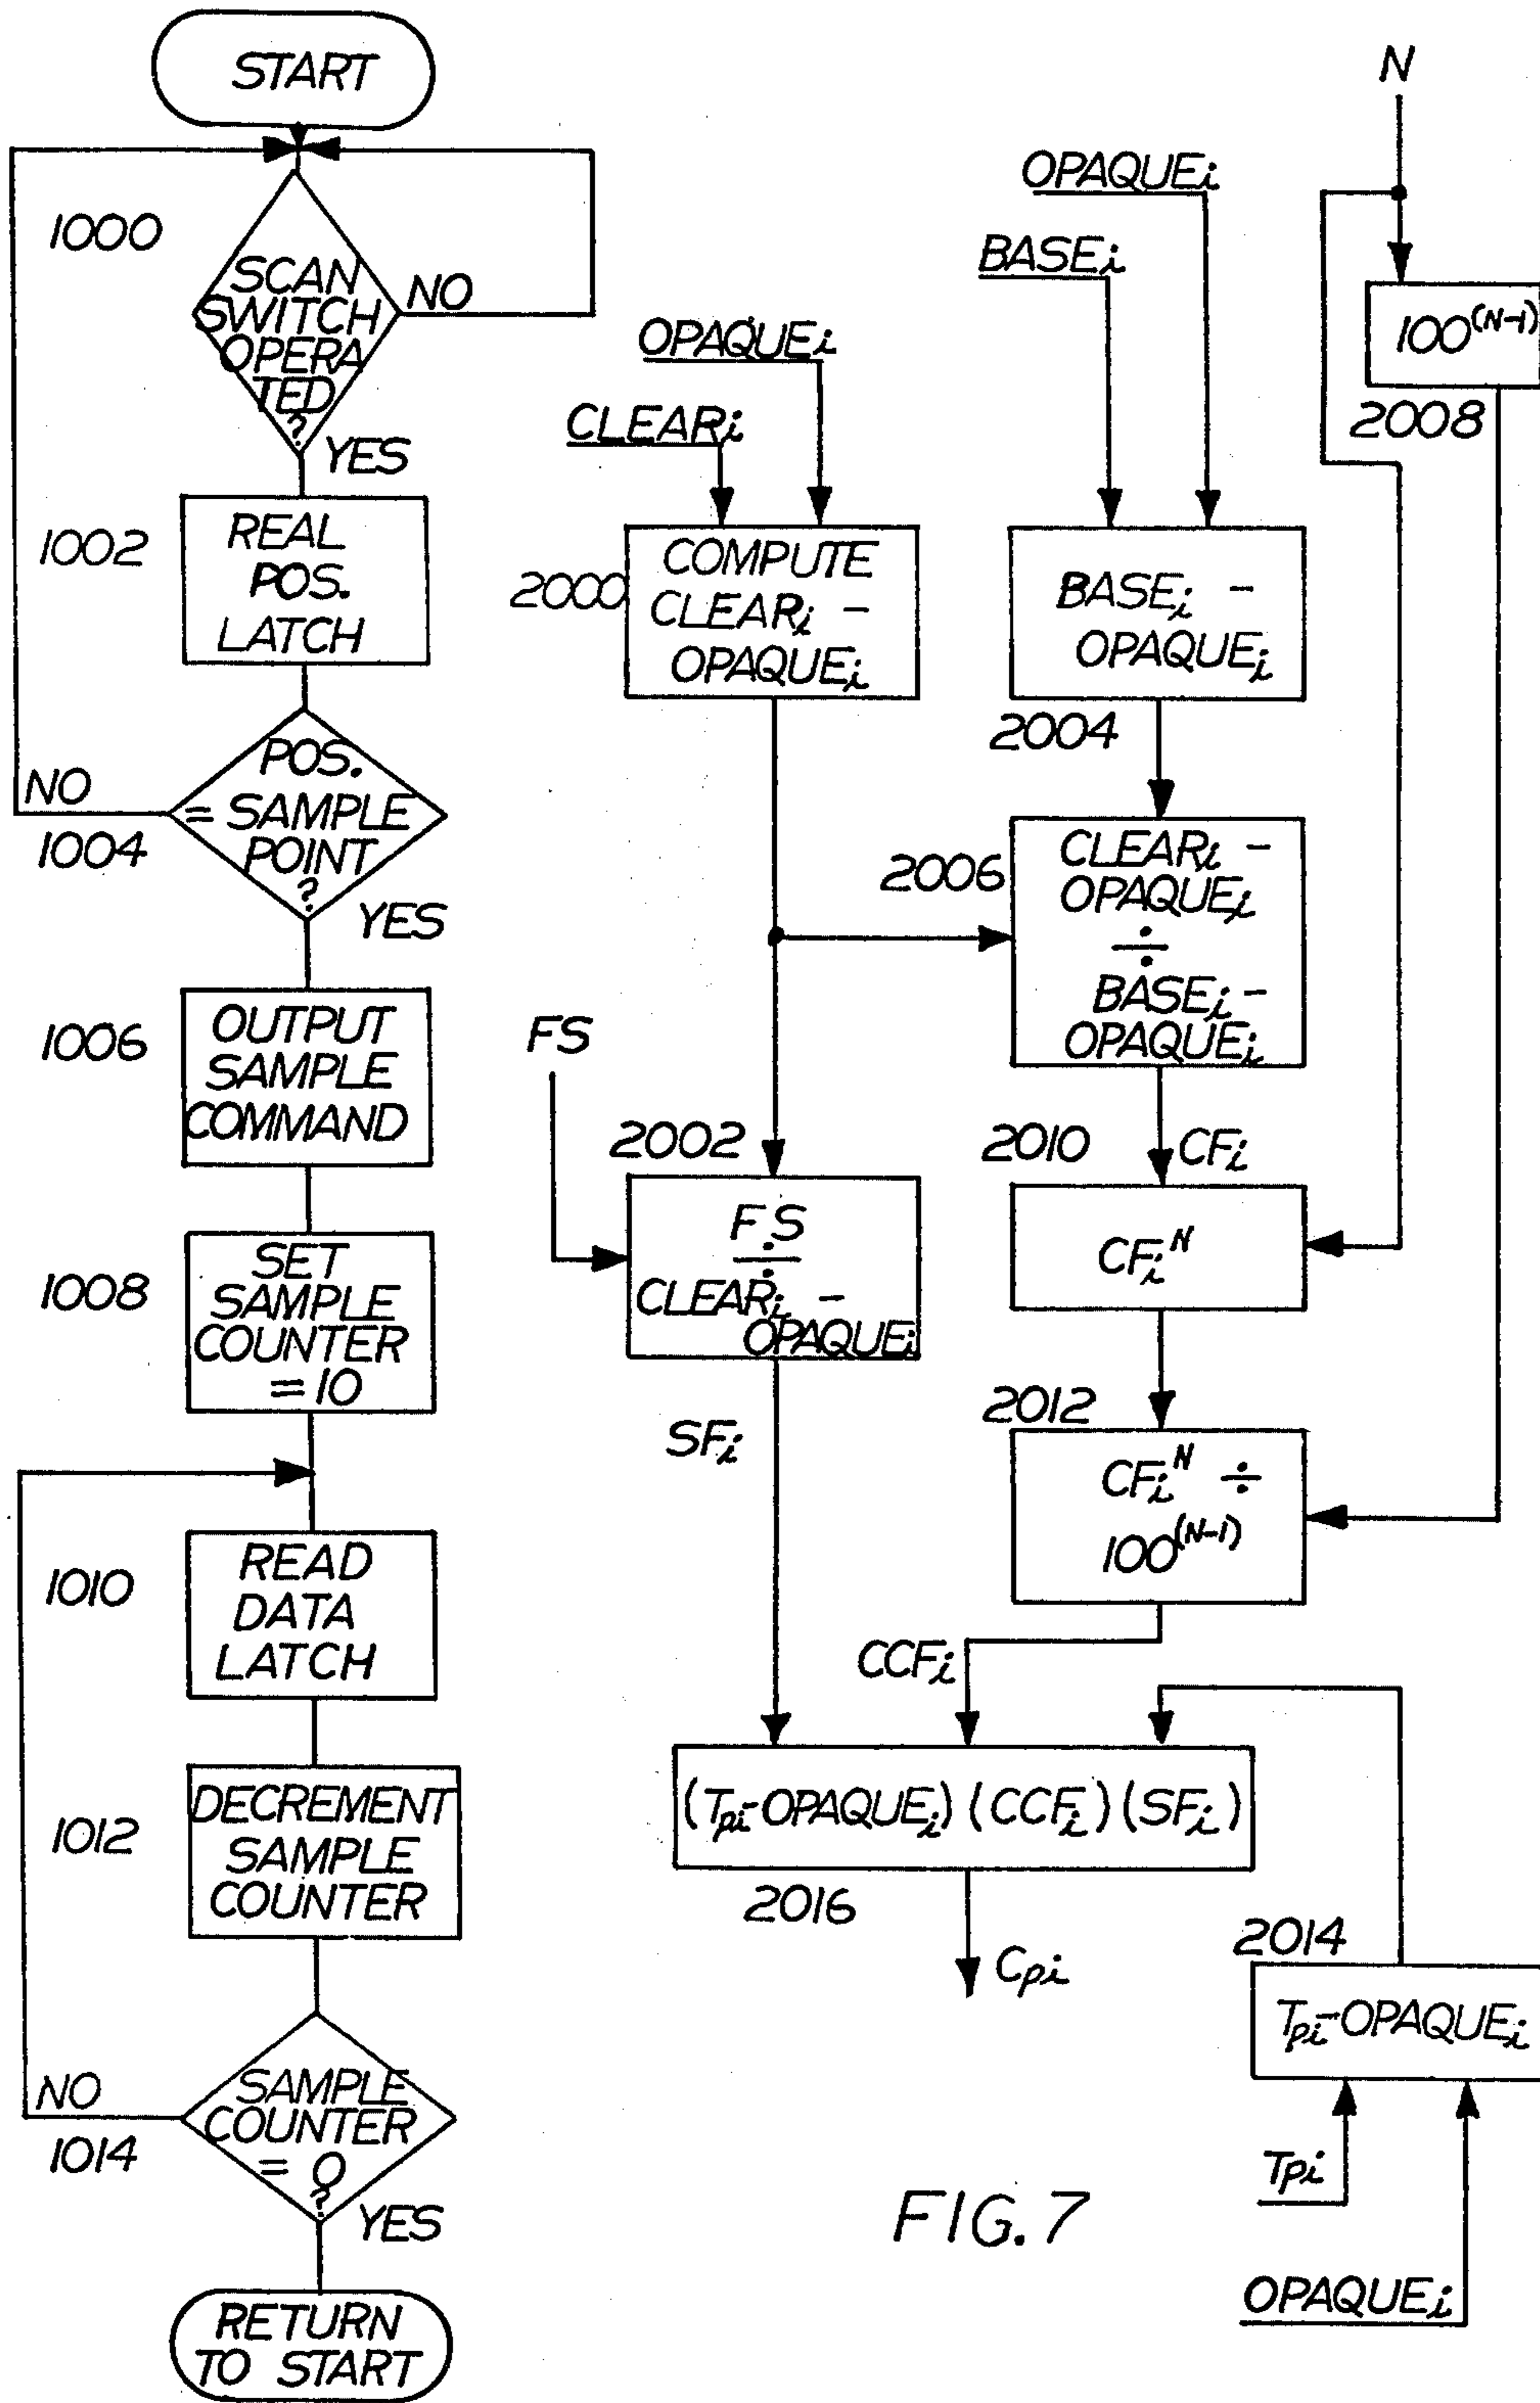 START
1000
SCAN
SWITCH
OPERA
TED
?
NO
YES
1002
REAL
POS.
LATCH
POS.
= SAMPLE
POINT
?
NO
1004
YES
1006
OUTPUT
SAMPLE
COMMAND
1008
SET
SAMPLE
COUNTER
= 10
1010
READ
DATA
LATCH
1012
DECREMENT
SAMPLE
COUNTER
SAMPLE
COUNTER
= 0
?
NO
1014
YES
RETURN
TO START
OPAQUEi
CLEARi
2000
COMPUTE
CLEARi -
OPAQUEi
FS
2002
F.S
÷
CLEARi -
OPAQUEi
SFi
OPAQUEi
BASEi
BASEi -
OPAQUEi
2004
2006
CLEARi -
OPAQUEi
÷
BASEi -
OPAQUEi
2010
CFi
CFi^N
2012
CFi^N ÷
100^(N-1)
CCFi
N
100^(N-1)
2008
(Tpi-OPAQUEi) (CCFi) (SFi)
2016
Cpi
2014
Tpi-OPAQUEi
Tpi
OPAQUEi
FIG. 7